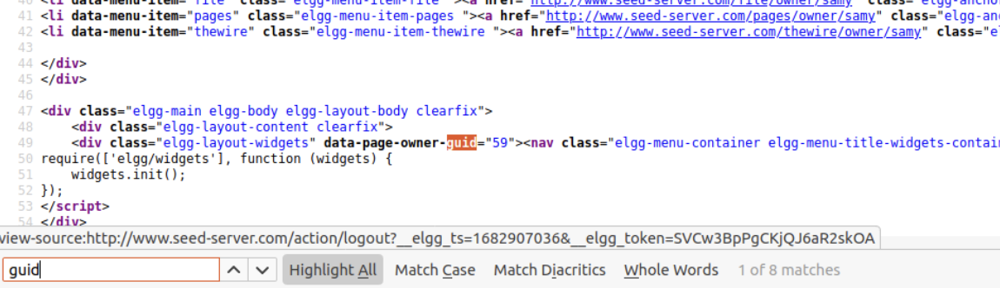 40 <li data-menu-item="file" class="elgg-menu-item-file "><a href="http://www.seed-server.com/file/owner/samy" class="elgg-anchor
41 <li data-menu-item="pages" class="elgg-menu-item-pages "><a href="http://www.seed-server.com/pages/owner/samy" class="elgg-an
42 <li data-menu-item="thewire" class="elgg-menu-item-thewire "><a href="http://www.seed-server.com/thewire/owner/samy" class="e
43
44 </div>
45 </div>
46
47 <div class="elgg-main elgg-body elgg-layout-body clearfix">
48 <div class="elgg-layout-content clearfix">
49 <div class="elgg-layout-widgets" data-page-owner-guid="59"><nav class="elgg-menu-container elgg-menu-title-widgets-contai
50 require(['elgg/widgets'], function (widgets) {
51 widgets.init();
52 });
53 </script>
54 </div>
view-source:http://www.seed-server.com/action/logout?__elgg_ts=1682907036&__elgg_token=SVCw3BpPgCKjQJ6aR2skOA
guid Highlight All Match Case Match Diacritics Whole Words 1 of 8 matches